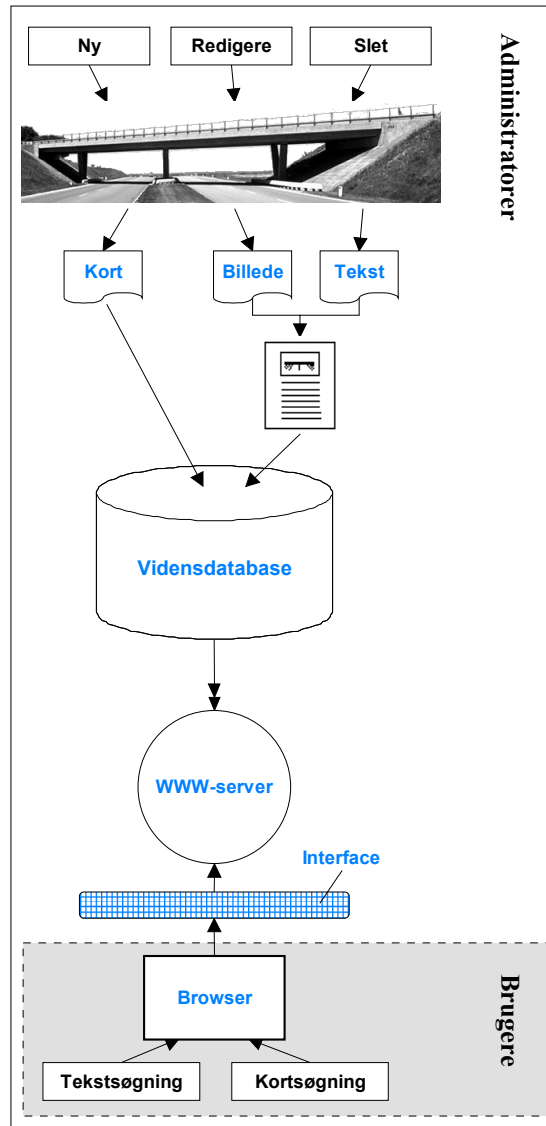 Ny
Redigere
Slet
Administratorer
Kort
Billede
Tekst
Vidensdatabase
WWW-server
Interface
Browser
Brugere
Tekstsøgning
Kortsøgning